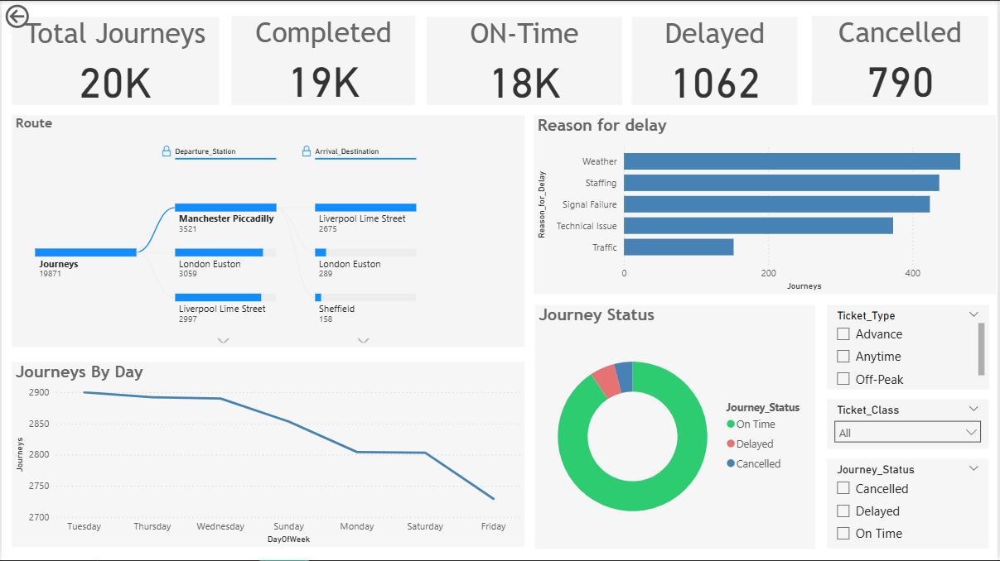 Total Journeys
20K
Completed
19K
ON-Time
18K
Delayed
1062
Cancelled
790
Route
Departure_Station
Arrival_Destination
Journeys
19871
Manchester Piccadilly
3521
London Euston
3059
Liverpool Lime Street
2997
Liverpool Lime Street
2675
London Euston
289
Sheffield
158
Reason for delay
Reason_for_Delay
Weather
Staffing
Signal Failure
Technical Issue
Traffic
0 200 400
Journeys
Journeys By Day
Journeys
2900
2850
2800
2750
2700
Tuesday Thursday Wednesday Sunday Monday Saturday Friday
DayOfWeek
Journey Status
Journey_Status
On Time
Delayed
Cancelled
Ticket_Type
Advance
Anytime
Off-Peak
Ticket_Class
All
Journey_Status
Cancelled
Delayed
On Time